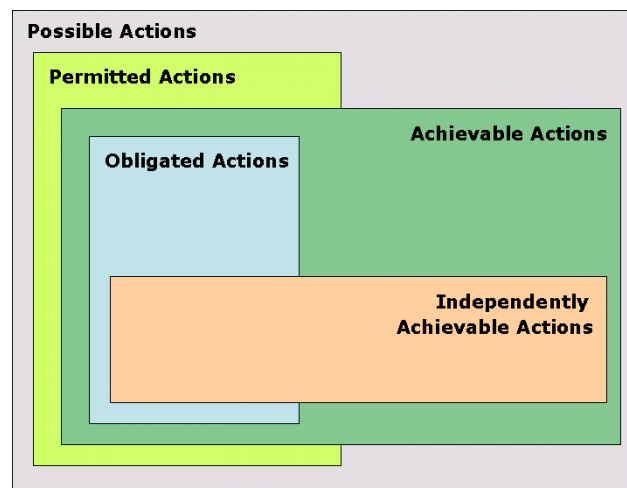 Possible Actions
Permitted Actions
Achievable Actions
Obligated Actions
Independently
Achievable Actions